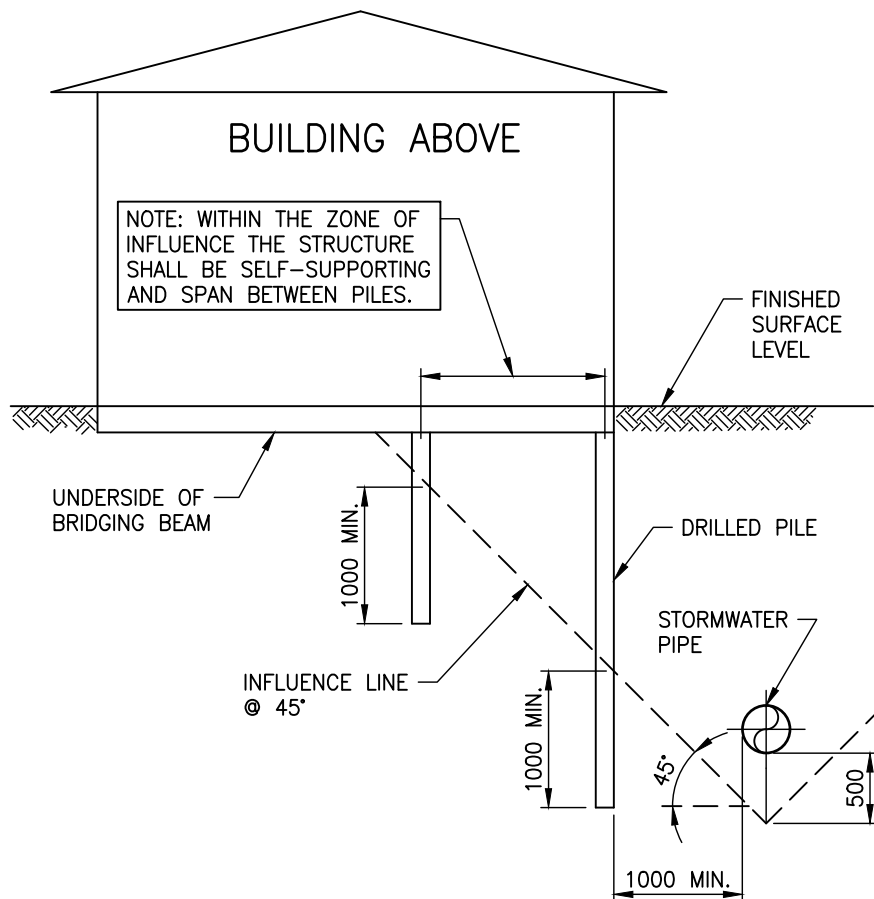 BUILDING ABOVE
NOTE: WITHIN THE ZONE OF
INFLUENCE THE STRUCTURE
SHALL BE SELF-SUPPORTING
AND SPAN BETWEEN PILES.
FINISHED
SURFACE
LEVEL
UNDERSIDE OF
BRIDGING BEAM
1000 MIN.
DRILLED PILE
STORMWATER
PIPE
INFLUENCE LINE
@ 45°
1000 MIN.
45°
500
1000 MIN.